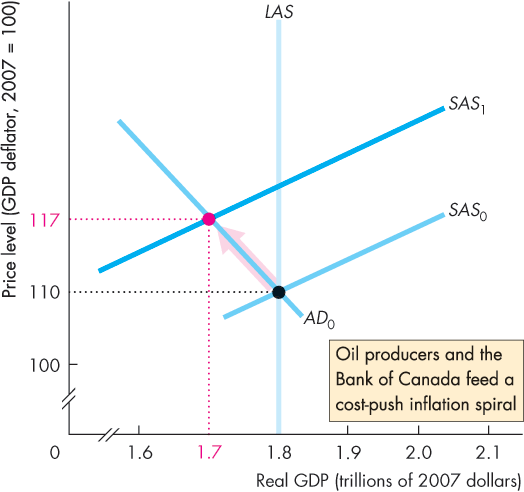 Price level (GDP deflator, 2007 = 100)
LAS
SAS1
SAS0
117
110
AD0
100
Oil producers and the
Bank of Canada feed a
cost-push inflation spiral
0
1.6
1.7
1.8
1.9
2.0
2.1
Real GDP (trillions of 2007 dollars)